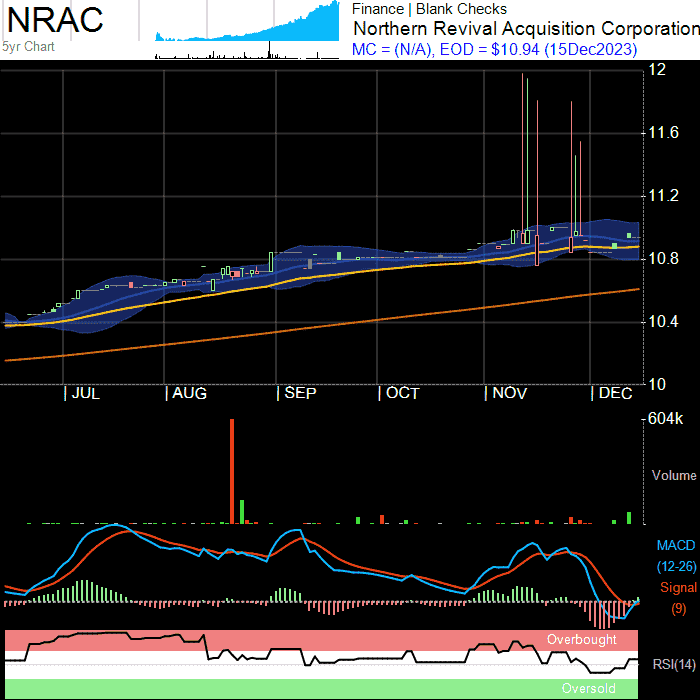 NRAC
5yr Chart
Finance | Blank Checks
Northern Revival Acquisition Corporation
MC = (N/A), EOD = $10.94 (15Dec2023)
12
11.6
11.2
10.8
10.4
10
JUL AUG SEP OCT NOV DEC
604k
Volume
MACD
(12-26)
Signal
(9)
Overbought
RSI(14)
Oversold